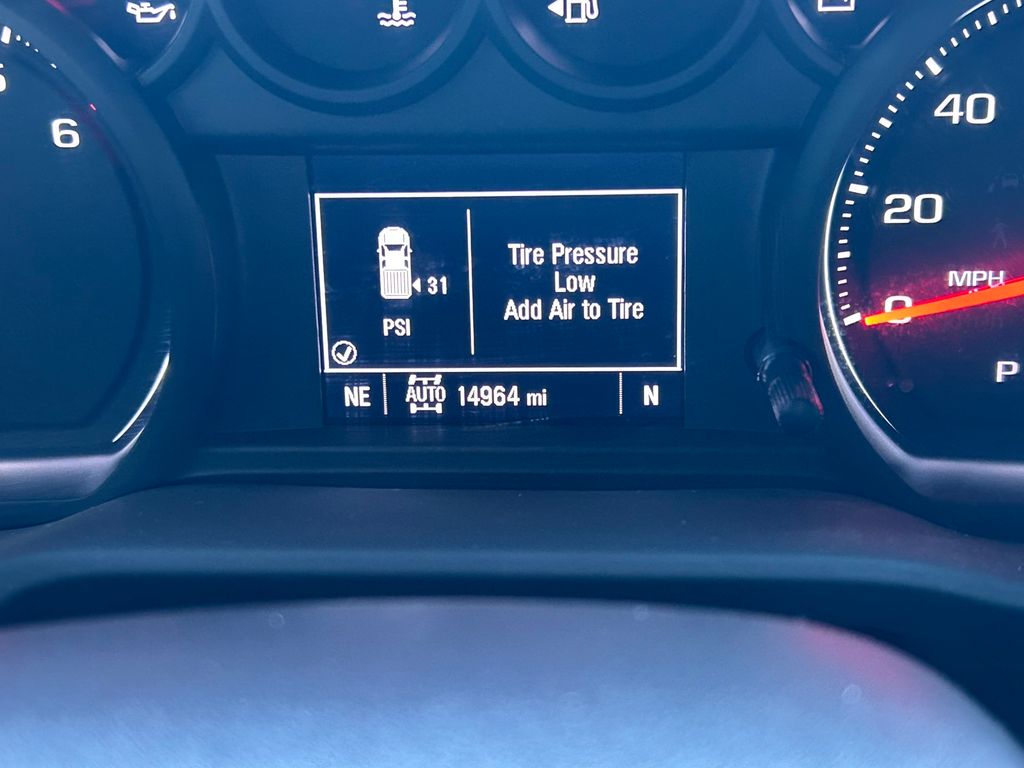 6
40
20
MPH
0
P
Tire Pressure
Low
Add Air to Tire
31
PSI
NE
AUTO
14964 mi
N